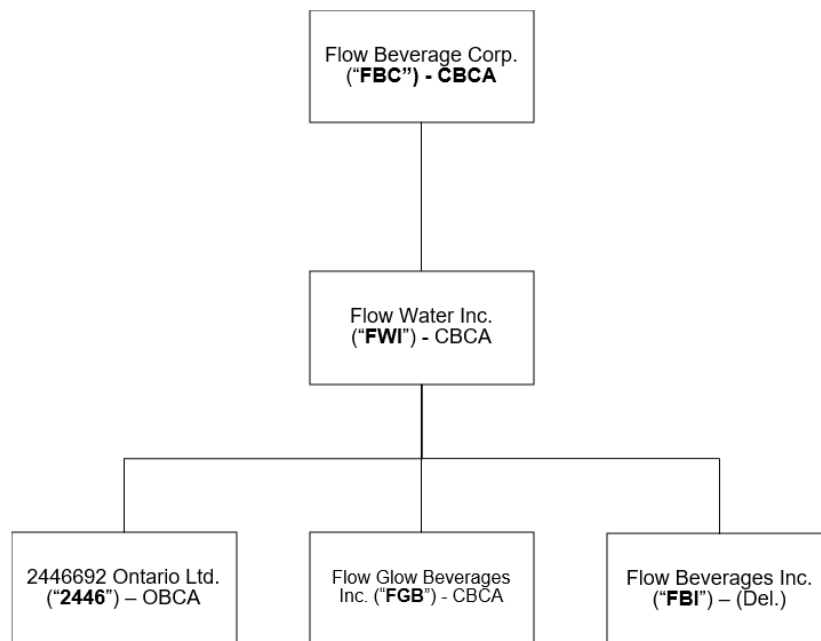 Flow Beverage Corp.
(“FBC”) - CBCA
Flow Water Inc.
(“FWI”) - CBCA
2446692 Ontario Ltd.
(“2446”) – OBCA
Flow Glow Beverages
Inc. (“FGB”) - CBCA
Flow Beverages Inc.
(“FBI”) – (Del.)